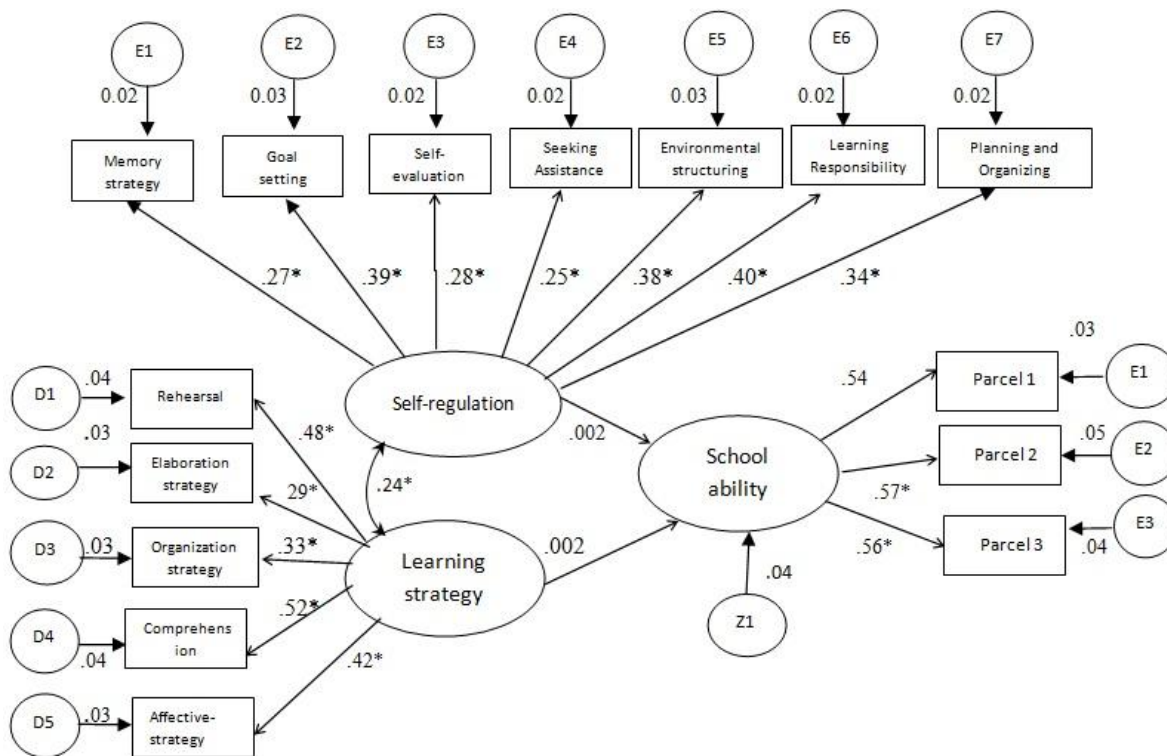 E1
E2
E3
E4
E5
E6
E7
0.02
0.03
0.02
0.02
0.03
0.02
0.02
Memory
strategy
Goal
setting
Self-
evaluation
Seeking
Assistance
Environmental
structuring
Learning
Responsibility
Planning and
Organizing
.27*
.39*
.28*
.25*
.38*
.40*
.34*
D1
.04
Rehearsal
.03
D2
Elaboration
strategy
D3
.03
Organization
strategy
D4
.04
Comprehens
ion
D5
.03
Affective-
strategy
.48*
29*
.33*
.52*
.42*
Self-regulation
.24*
Learning
strategy
.002
.002
School
ability
.04
Z1
.54
.57*
.56*
Parcel 1
.03
E1
Parcel 2
.05
E2
Parcel 3
.04
E3